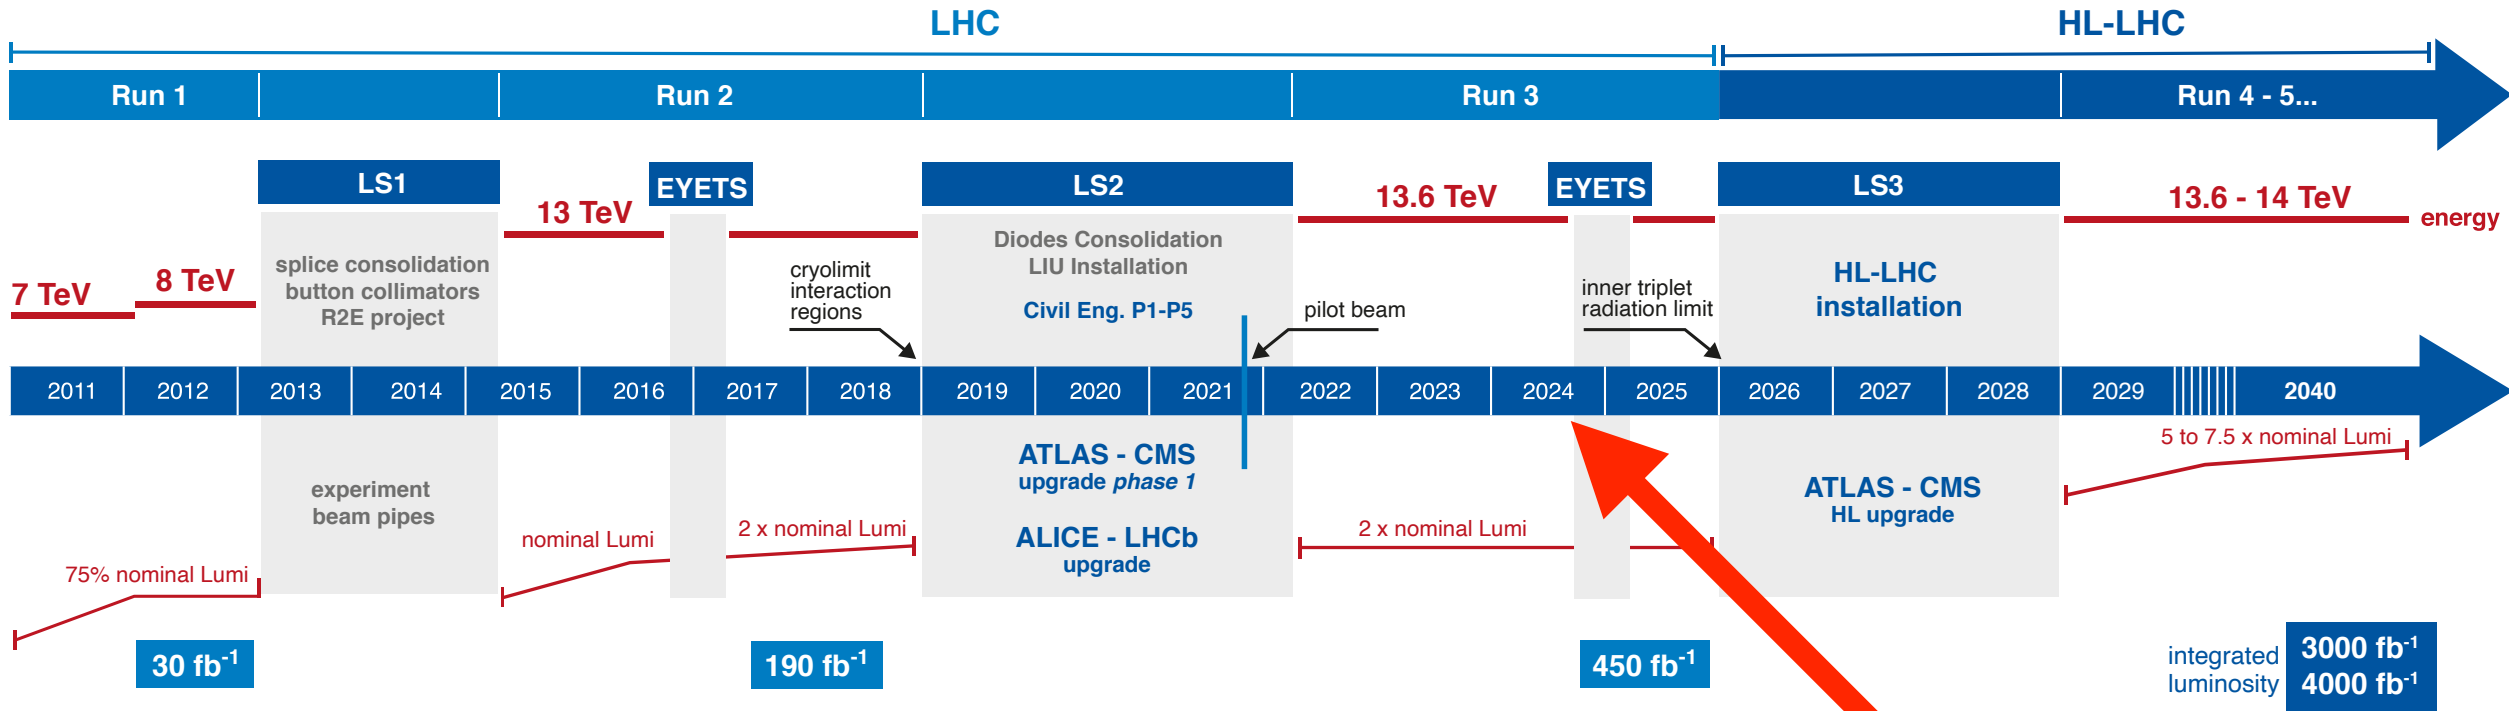 LHC
HL-LHC
Run 1
Run 2
Run 3
Run 4 - 5...
LS1
EYETS
LS2
EYETS
LS3
13 TeV
13.6 TeV
13.6 - 14 TeV
energy
7 TeV
8 TeV
splice consolidation
button collimators
R2E project
cryolimit
interaction
regions
Diodes Consolidation
LIU Installation
Civil Eng. P1-P5
pilot beam
inner triplet
radiation limit
HL-LHC
installation
2011
2012
2013
2014
2015
2016
2017
2018
2019
2020
2021
2022
2023
2024
2025
2026
2027
2028
2029
2040
5 to 7.5 x nominal Lumi
experiment
beam pipes
ATLAS - CMS
upgrade phase 1
ALICE - LHCb
upgrade
ATLAS - CMS
HL upgrade
75% nominal Lumi
nominal Lumi
2 x nominal Lumi
2 x nominal Lumi
30 fb⁻¹
190 fb⁻¹
450 fb⁻¹
integrated
luminosity
3000 fb⁻¹
4000 fb⁻¹